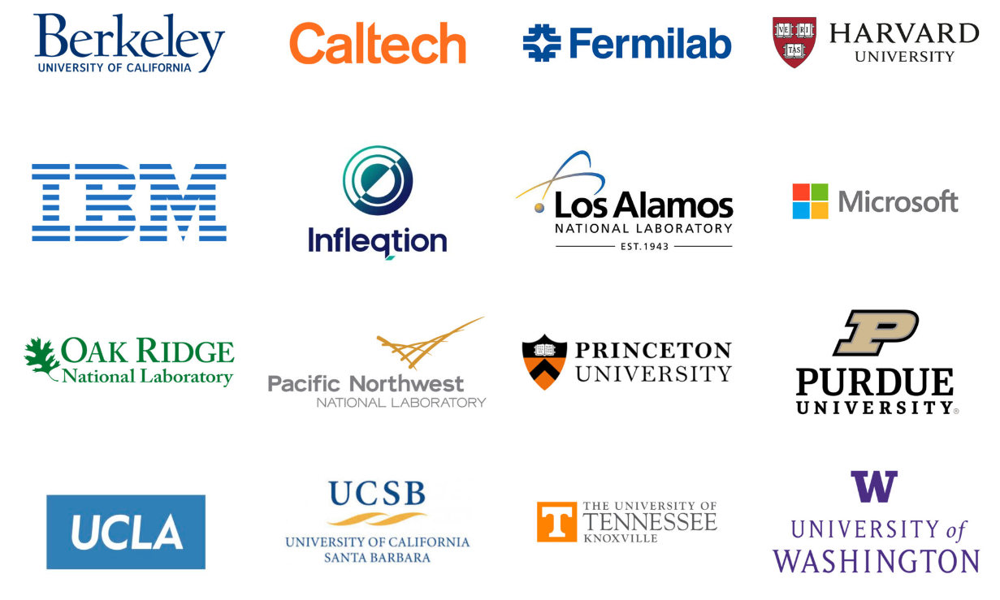 Berkeley
UNIVERSITY OF CALIFORNIA
Caltech
Fermilab
VE RI
TAS
HARVARD
UNIVERSITY
IBM
Infleqtion
Los Alamos
NATIONAL LABORATORY
EST. 1943
Microsoft
OAK RIDGE
National Laboratory
Pacific Northwest
NATIONAL LABORATORY
PRINCETON
UNIVERSITY
P
PURDUE
UNIVERSITY®
UCLA
UCSB
UNIVERSITY OF CALIFORNIA
SANTA BARBARA
T
THE UNIVERSITY OF
TENNESSEE
KNOXVILLE
W
UNIVERSITY of
WASHINGTON